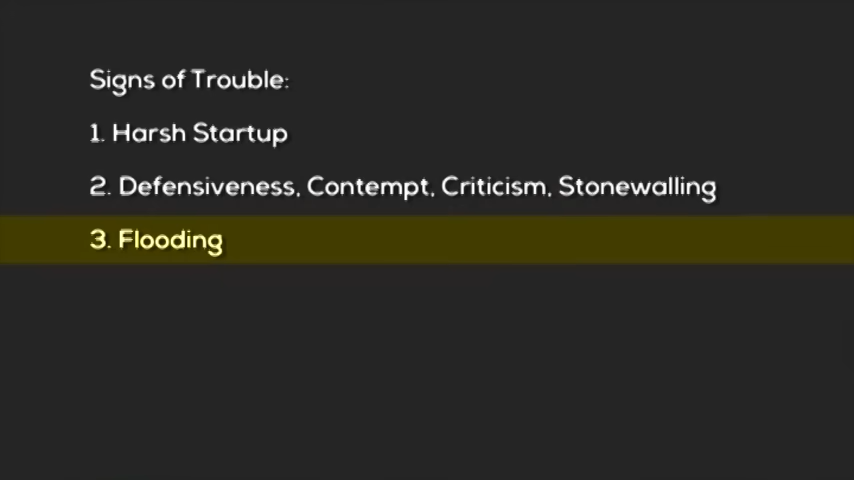 Signs of Trouble:
1. Harsh Startup
2. Defensiveness, Contempt, Criticism, Stonewalling
3. Flooding